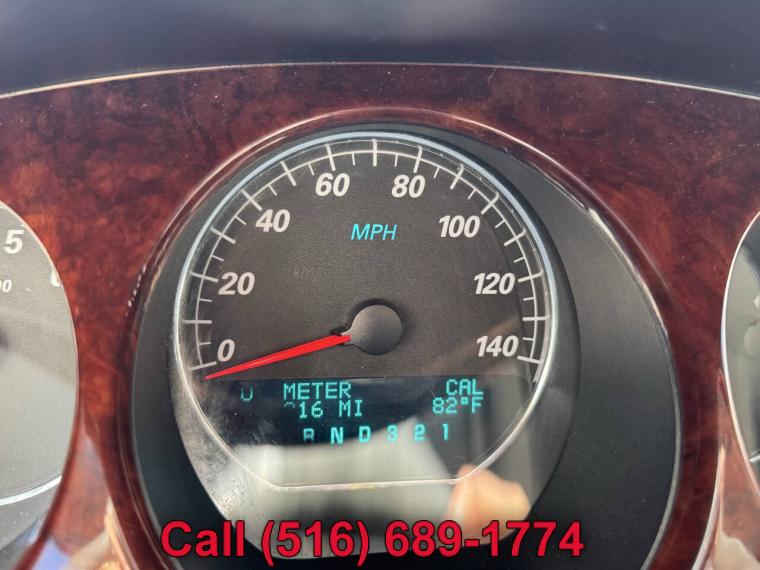 60 80
40 100
MPH
5
20 120
0 140
METER CAL
16 MI 82°F
R N D 3 2 1
Call (516) 689-1774